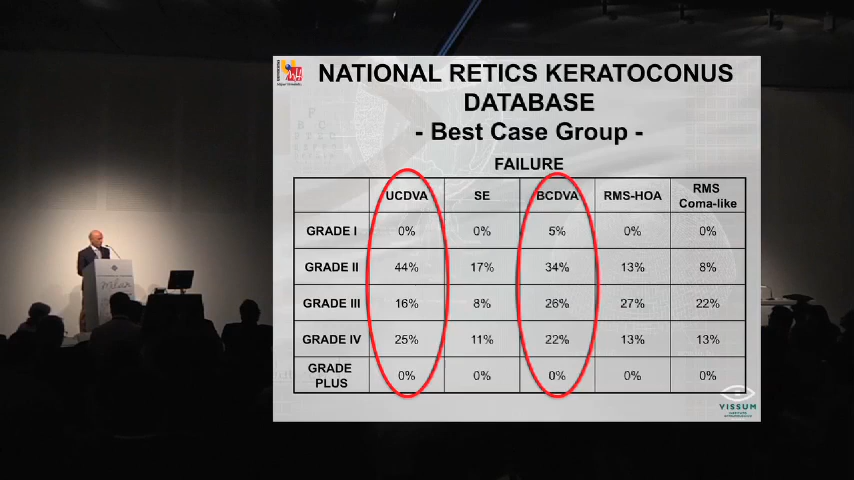 NATIONAL RETICS KERATOCONUS
DATABASE
- Best Case Group -
FAILURE
UCDVA SE BCDVA RMS-HOA RMS Coma-like
GRADE I 0% 0% 5% 0% 0%
GRADE II 44% 17% 34% 13% 8%
GRADE III 16% 8% 26% 27% 22%
GRADE IV 25% 11% 22% 13% 13%
GRADE PLUS 0% 0% 0% 0% 0%
VISSUM